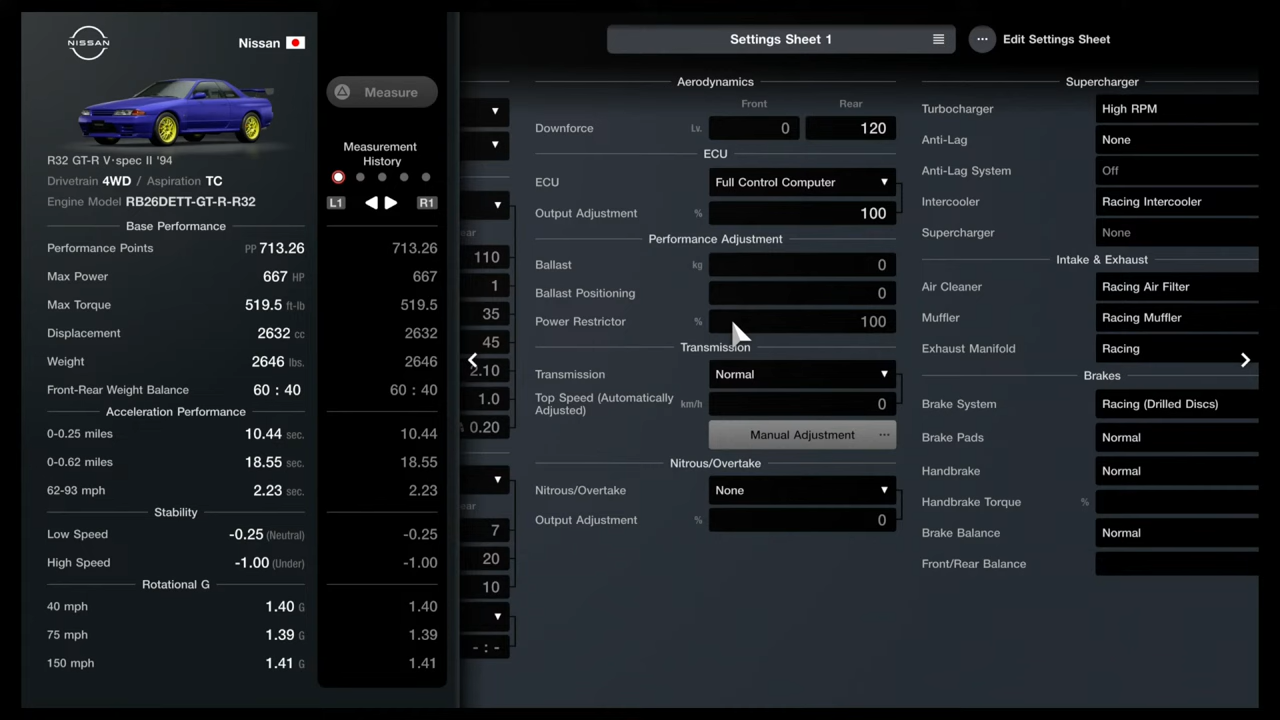 NISSAN
Nissan
R32 GT-R V·spec II '94
Drivetrain 4WD / Aspiration TC
Engine Model RB26DETT-GT-R-R32
Base Performance
Performance Points PP 713.26
Max Power 667 HP
Max Torque 519.5 ft-lb
Displacement 2632 cc
Weight 2646 lbs.
Front-Rear Weight Balance 60 : 40
Acceleration Performance
0-0.25 miles 10.44 sec.
0-0.62 miles 18.55 sec.
62-93 mph 2.23 sec.
Stability
Low Speed -0.25 (Neutral)
High Speed -1.00 (Under)
Rotational G
40 mph 1.40 G
75 mph 1.39 G
150 mph 1.41 G
Measure
Measurement
History
L1 R1
713.26
667
519.5
2632
2646
60 : 40
10.44
18.55
2.23
-0.25
-1.00
1.40
1.39
1.41
110
1
35
45
2.10
1.0
0.20
7
20
10
- : -
Settings Sheet 1
Edit Settings Sheet
Aerodynamics
Front Rear
Downforce Lv. 0 120
ECU
ECU Full Control Computer
Output Adjustment % 100
Performance Adjustment
Ballast kg 0
Ballast Positioning 0
Power Restrictor % 100
Transmission
Transmission Normal
Top Speed (Automatically
Adjusted) km/h 0
Manual Adjustment
Nitrous/Overtake
Nitrous/Overtake None
Output Adjustment % 0
Supercharger
Turbocharger High RPM
Anti-Lag None
Anti-Lag System Off
Intercooler Racing Intercooler
Supercharger None
Intake & Exhaust
Air Cleaner Racing Air Filter
Muffler Racing Muffler
Exhaust Manifold Racing
Brakes
Brake System Racing (Drilled Discs)
Brake Pads Normal
Handbrake Normal
Handbrake Torque %
Brake Balance Normal
Front/Rear Balance